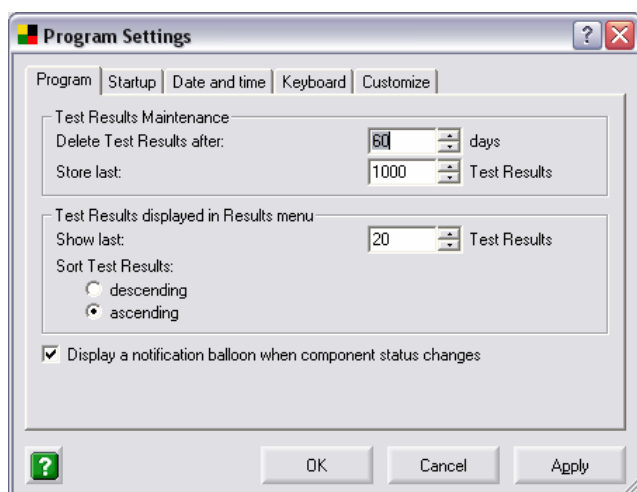 Program Settings
?
Program Startup Date and time Keyboard Customize
Test Results Maintenance
Delete Test Results after: 60 days
Store last: 1000 Test Results
Test Results displayed in Results menu
Show last: 20 Test Results
Sort Test Results:
descending
ascending
Display a notification balloon when component status changes
? OK Cancel Apply